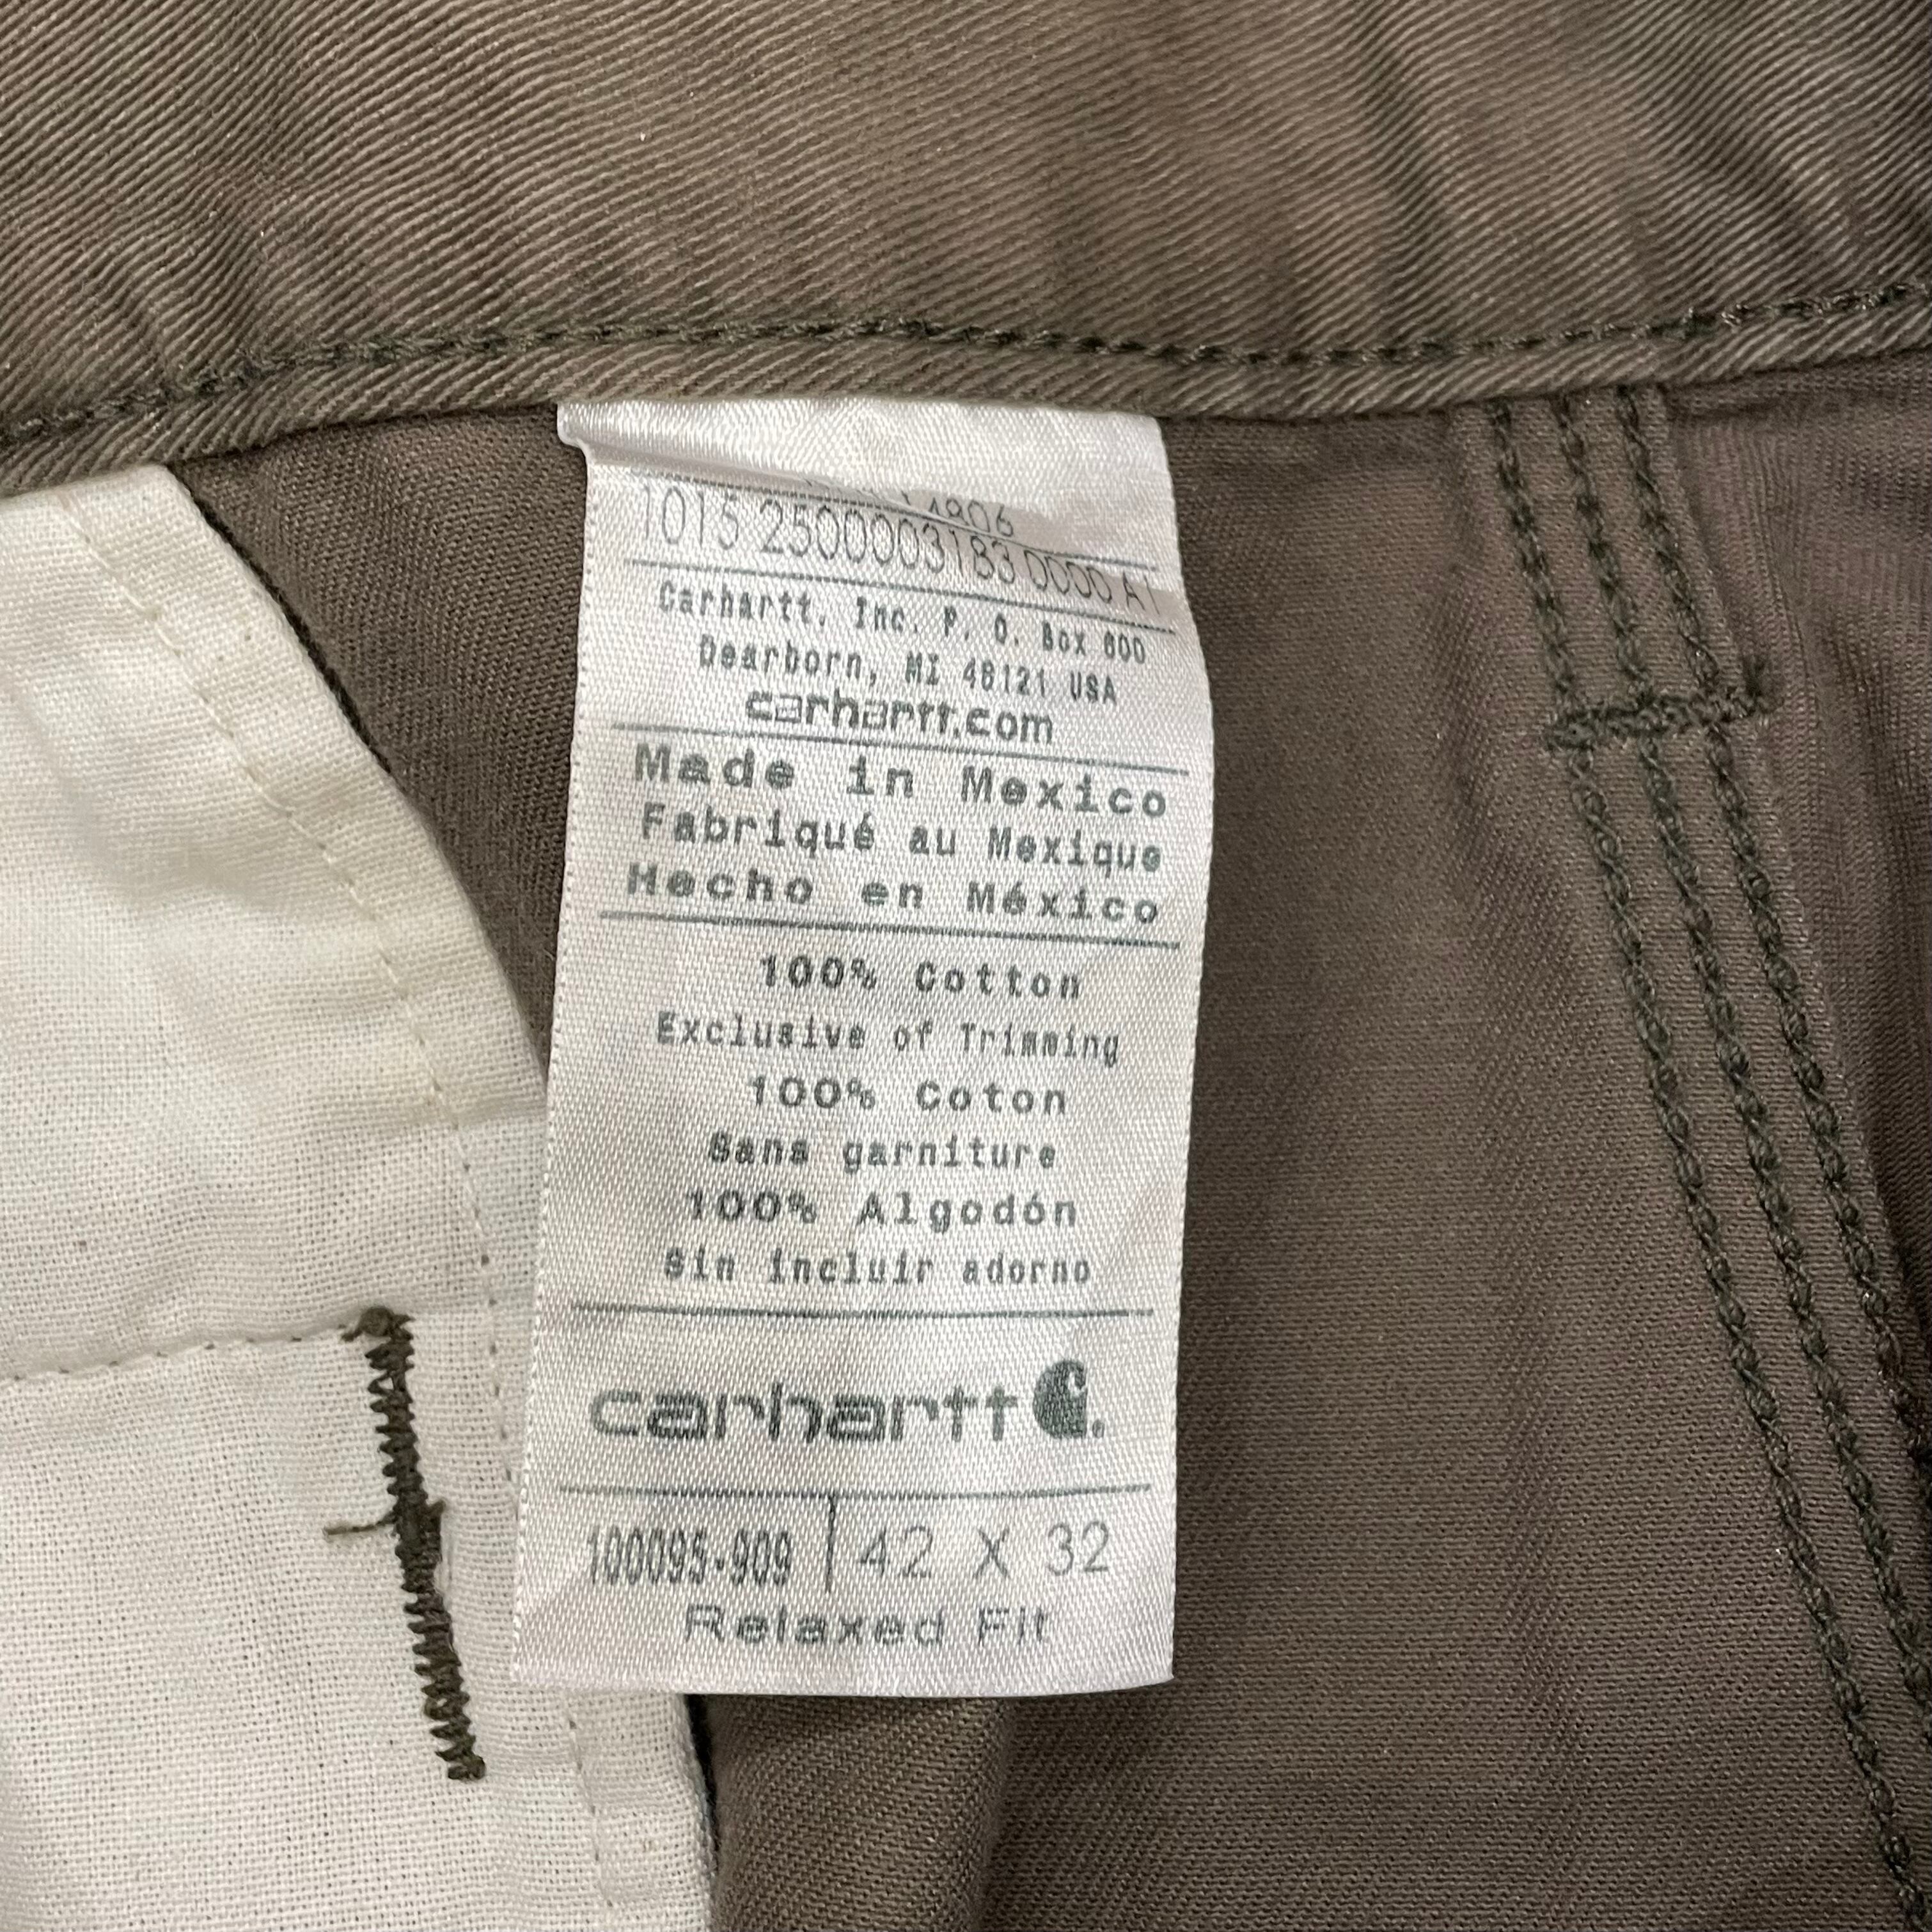 1015 2500003183 0000 A1
Carhartt, Inc. P. O. Box 600
Dearborn, MI 48121 USA
carhartt.com
Made in Mexico
Fabriqué au Mexique
Hecho en México
100% Cotton
Exclusive of Trimming
100% Coton
Sans garniture
100% Algodón
Sin incluir adorno
carhartt
100095-909 42 X 32
Relaxed Fit